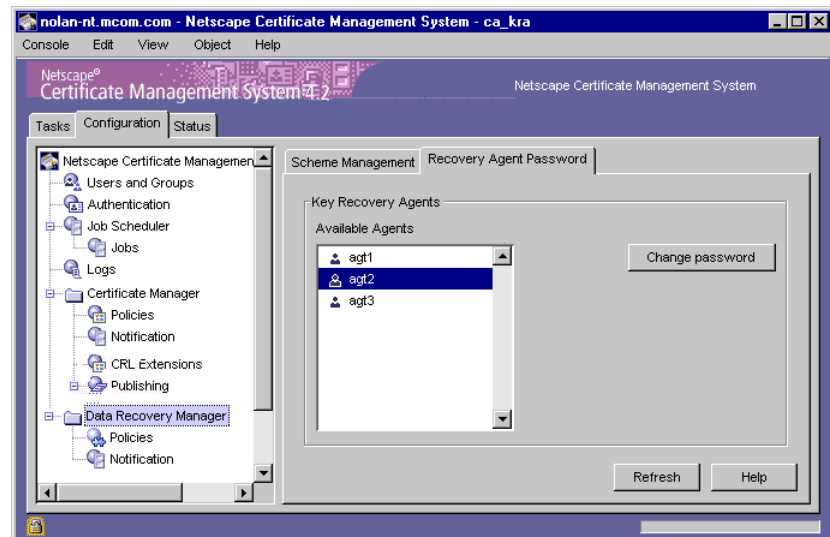 nolan-nt.mcom.com - Netscape Certificate Management System - ca_kra
Console Edit View Object Help
Netscape®
Certificate Management System 4.2
Netscape Certificate Management System
Tasks Configuration Status
Netscape Certificate Managemen
Users and Groups
Authentication
Job Scheduler
Jobs
Logs
Certificate Manager
Policies
Notification
CRL Extensions
Publishing
Data Recovery Manager
Policies
Notification
Scheme Management Recovery Agent Password
Key Recovery Agents
Available Agents
agt1
agt2
agt3
Change password
Refresh Help